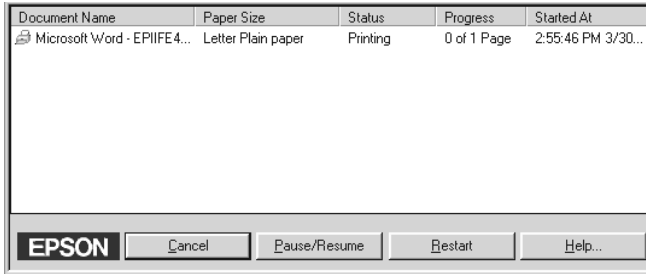 Document Name Paper Size Status Progress Started At
Microsoft Word - EPIIFE4... Letter Plain paper Printing 0 of 1 Page 2:55:46 PM 3/30...
EPSON Cancel Pause/Resume Restart Help...